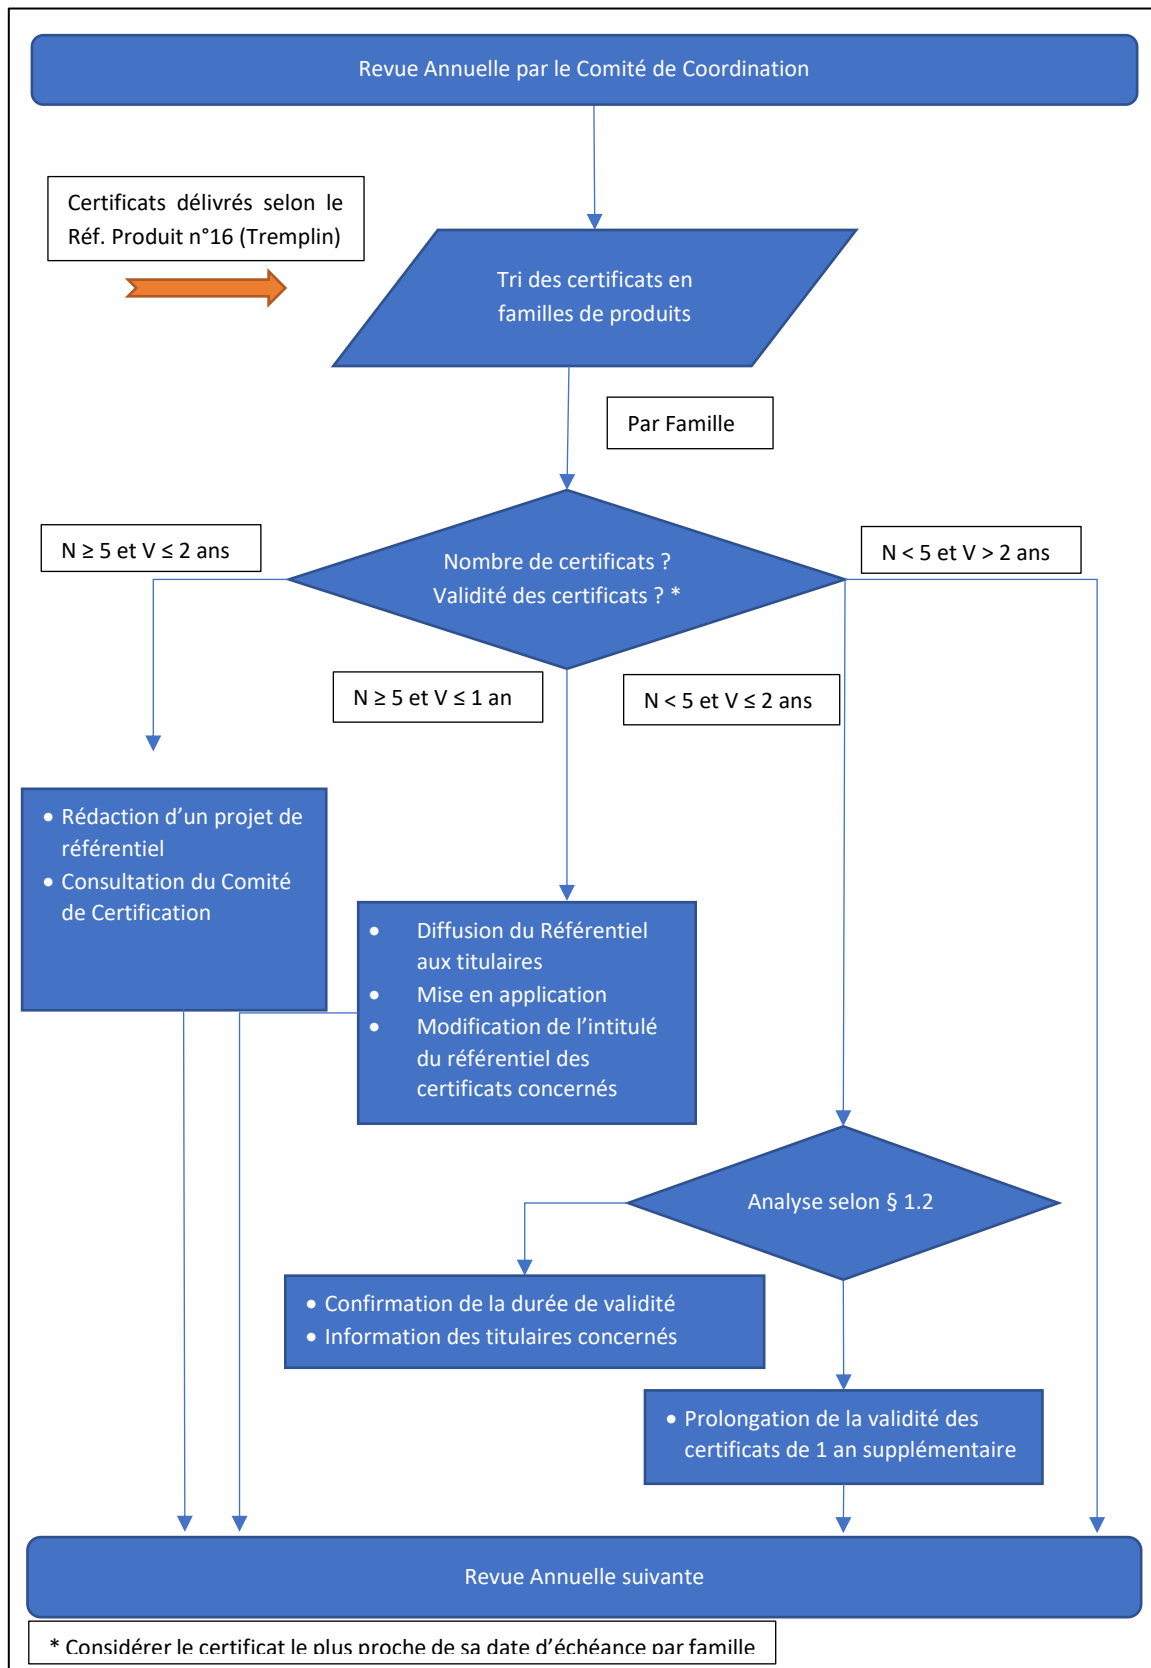 Revue Annuelle par le Comité de Coordination
Certificats délivrés selon le
Réf. Produit n°16 (Tremplin)
Tri des certificats en
familles de produits
Par Famille
N ≥ 5 et V ≤ 2 ans
N < 5 et V > 2 ans
Nombre de certificats ?
Validité des certificats ? *
N ≥ 5 et V ≤ 1 an
N < 5 et V ≤ 2 ans
• Rédaction d’un projet de
référentiel
• Consultation du Comité
de Certification
• Diffusion du Référentiel
aux titulaires
• Mise en application
• Modification de l’intitulé
du référentiel des
certificats concernés
Analyse selon § 1.2
• Confirmation de la durée de validité
• Information des titulaires concernés
• Prolongation de la validité des
certificats de 1 an supplémentaire
Revue Annuelle suivante
* Considérer le certificat le plus proche de sa date d’échéance par famille